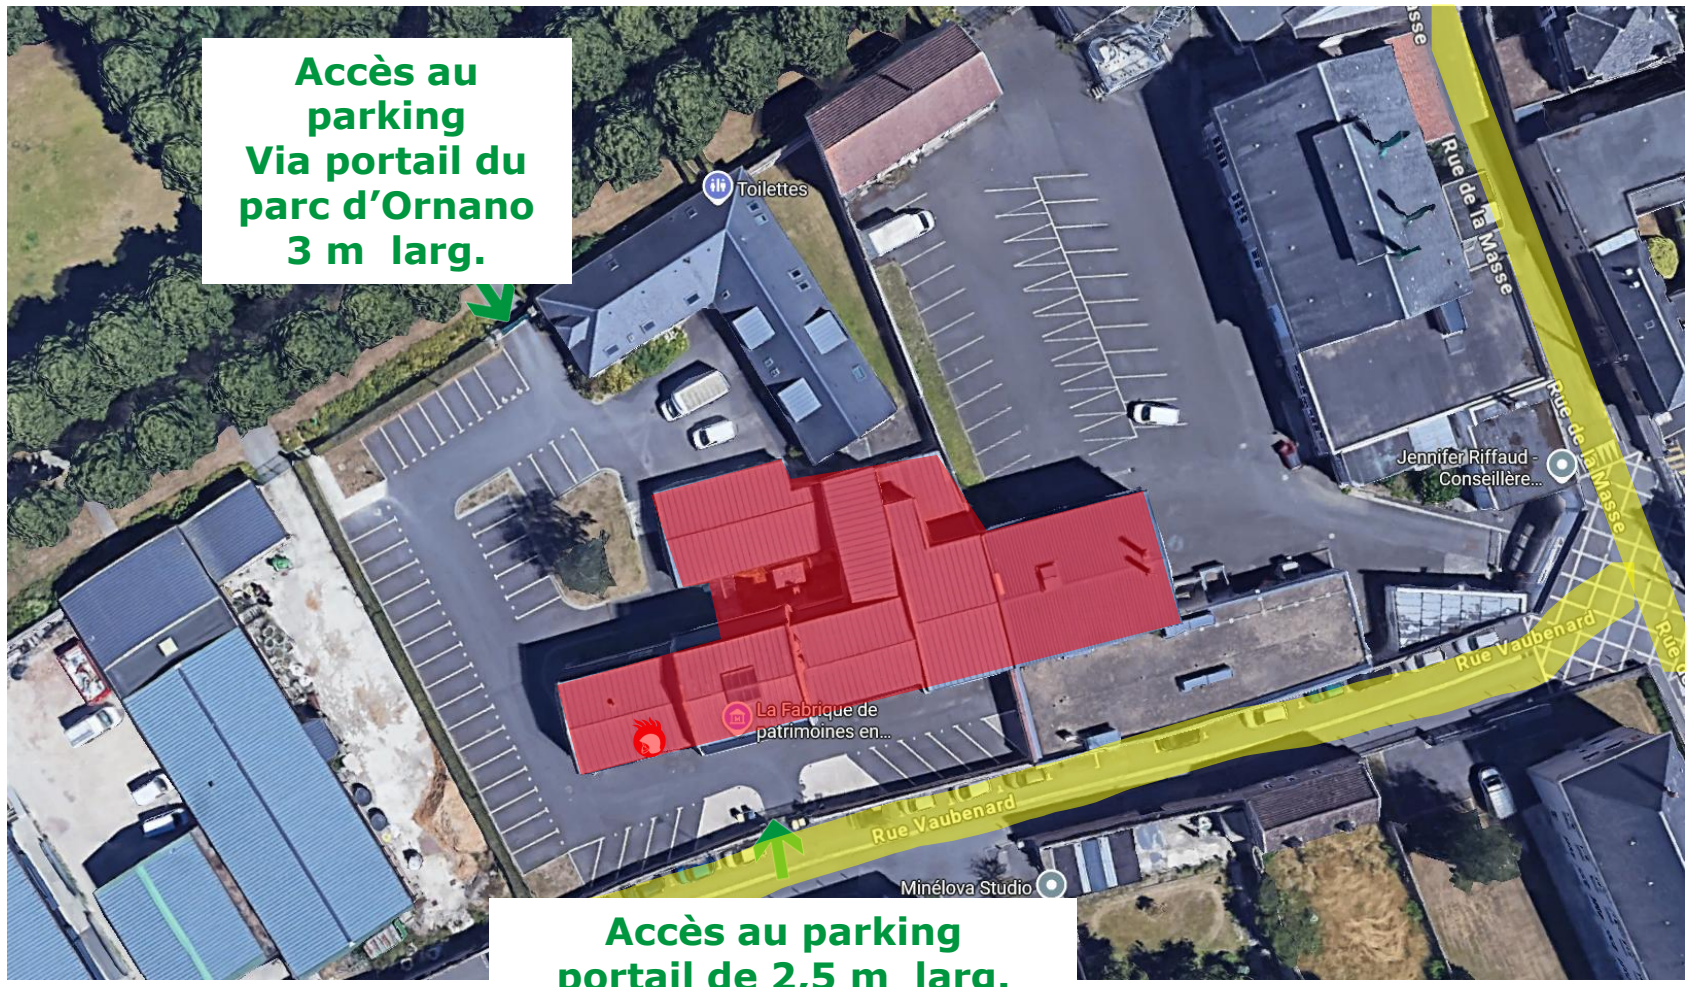 Accès au
parking
Via portail du
parc d’Ornano
3 m larg.
Toilettes
asse
Rue de la Masse
Rue de la Masse
Jennifer Riffaud -
Conseillère...
Rue Vaubenard
Rue d
La Fabrique de
patrimoines en...
Rue Vaubenard
Minélova Studio
Accès au parking
portail de 2,5 m larg.